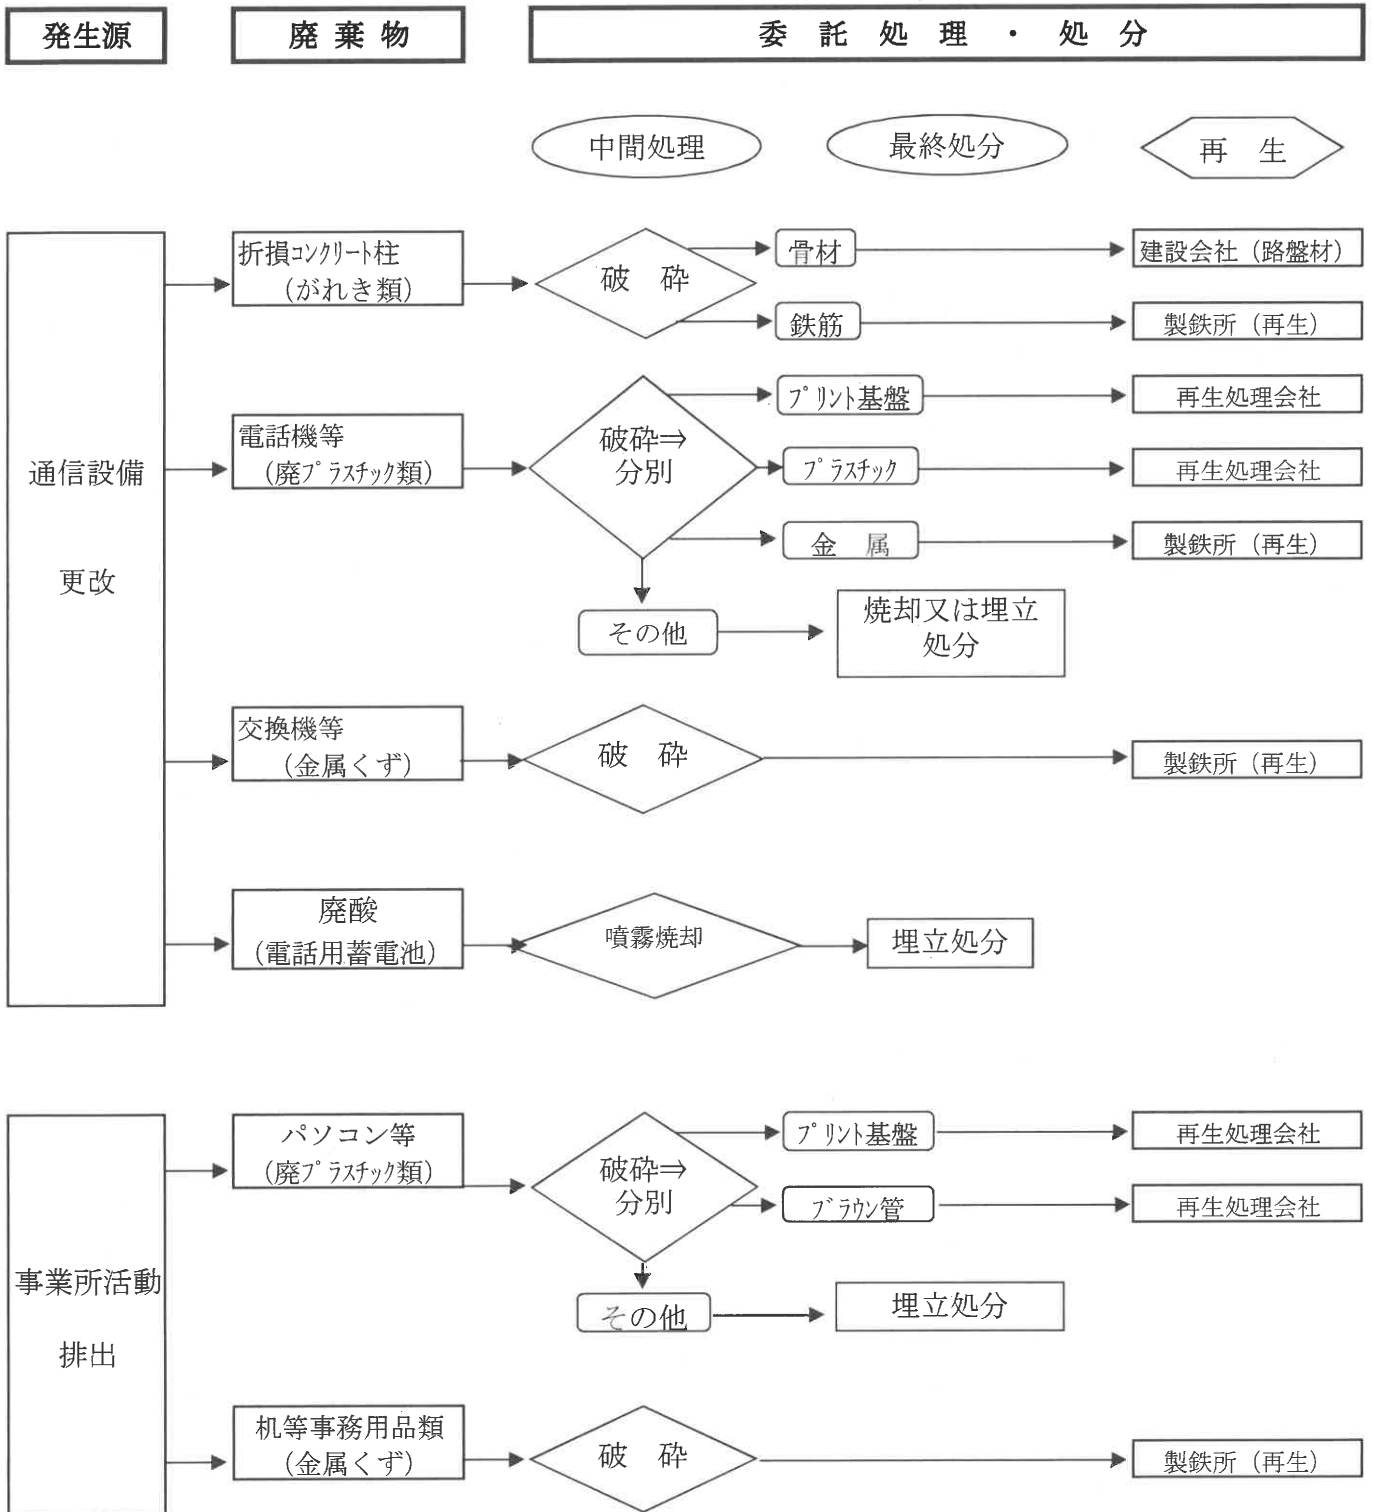 発生源
廃棄物
委託処理・処分
中間処理
最終処分
再　生
通信設備
更改
折損ｺﾝｸﾘｰﾄ柱
（がれき類）
破　砕
骨材
建設会社（路盤材）
鉄筋
製鉄所（再生）
電話機等
（廃ﾌﾟﾗｽﾁｯｸ類）
破砕⇒
分別
ﾌﾟﾘﾝﾄ基盤
再生処理会社
ﾌﾟﾗｽﾁｯｸ
再生処理会社
金　属
製鉄所（再生）
その他
焼却又は埋立
処分
交換機等
（金属くず）
破　砕
製鉄所（再生）
廃酸
（電話用蓄電池）
噴霧焼却
埋立処分
事業所活動
排出
パソコン等
（廃ﾌﾟﾗｽﾁｯｸ類）
破砕⇒
分別
ﾌﾟﾘﾝﾄ基盤
再生処理会社
ﾌﾞﾗｳﾝ管
再生処理会社
その他
埋立処分
机等事務用品類
（金属くず）
破　砕
製鉄所（再生）